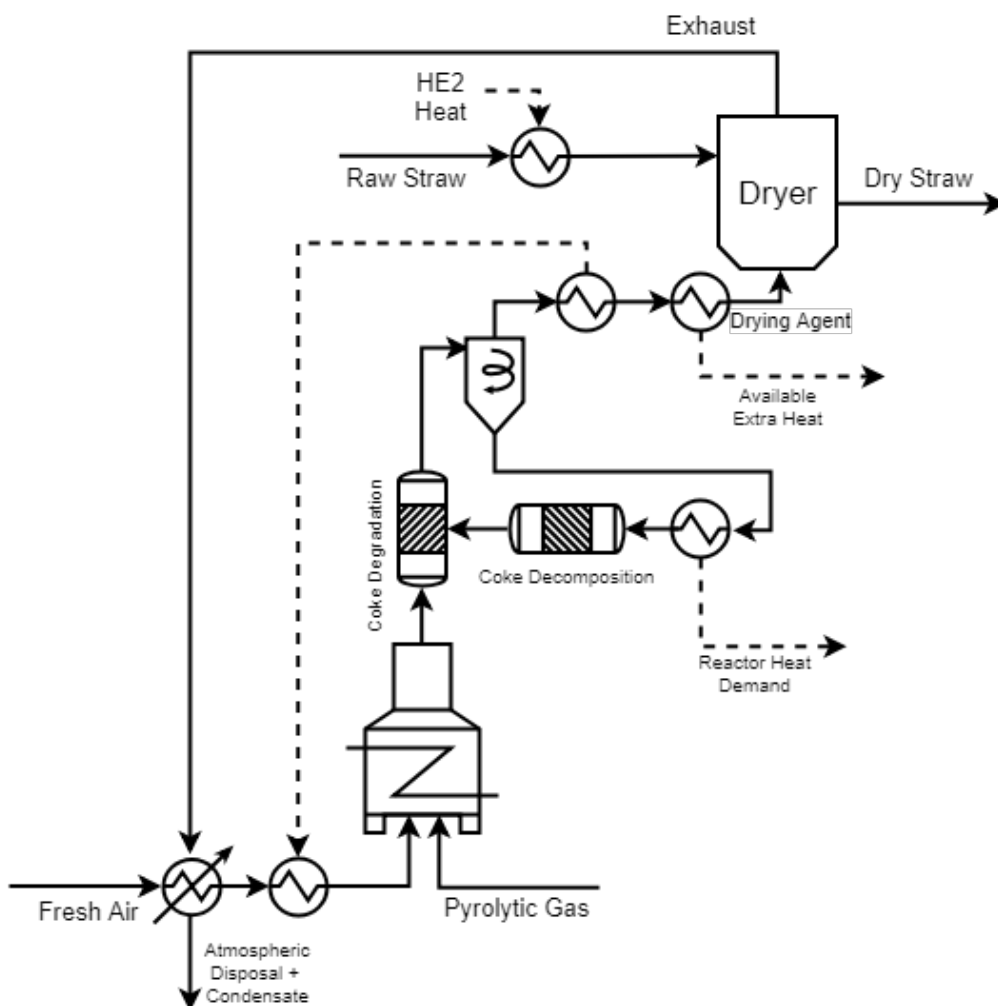 Exhaust
HE2
Heat
Raw Straw
Dryer
Dry Straw
Drying Agent
Available
Extra Heat
Coke Degradation
Coke Decomposition
Reactor Heat
Demand
Fresh Air
Pyrolytic Gas
Atmospheric
Disposal +
Condensate